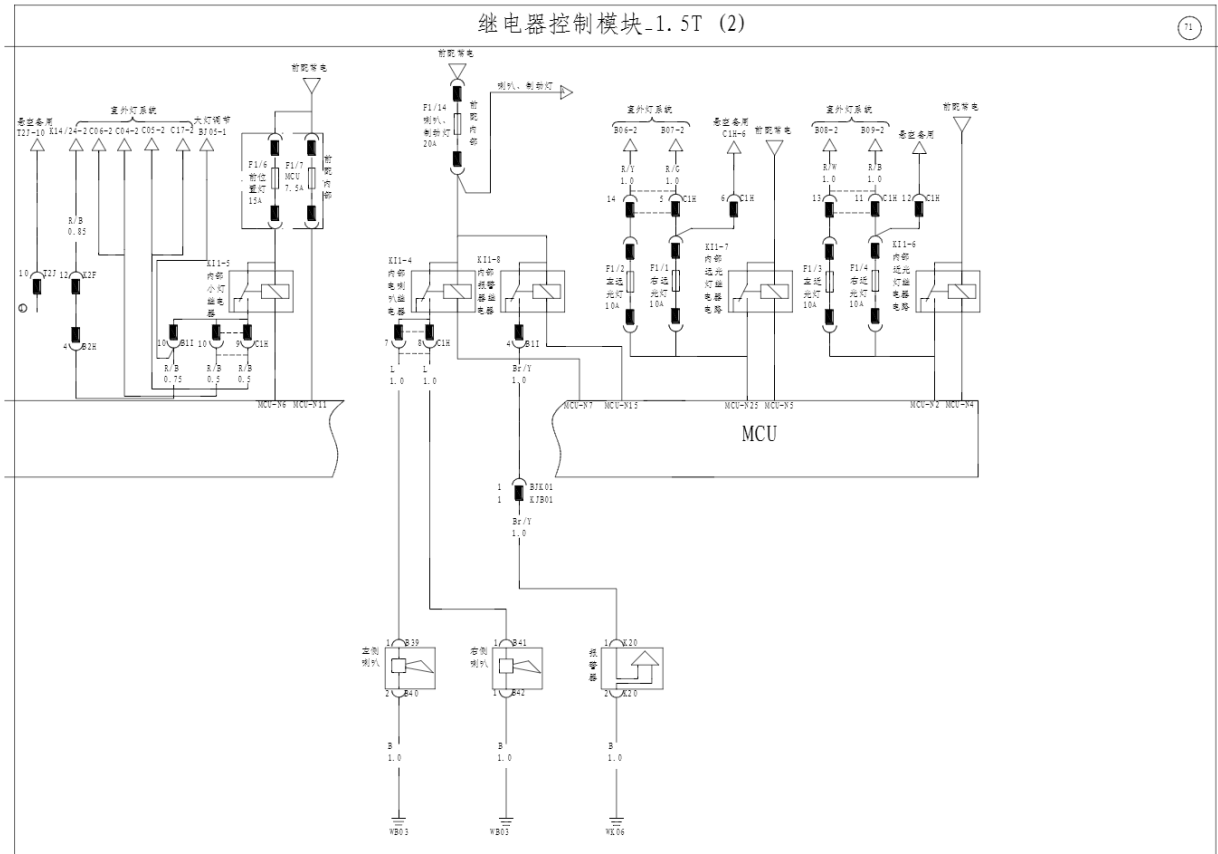 继电器控制模块_1.5T (2)
71
前配常电
前配常电
喇叭、制动灯
室外灯系统
大灯调节
悬空备用
T2J-10
K14/24-2
C06-2
C04-2
C05-2
C17-2
BJ05-1
F1/14
喇叭、
制动灯
20A
前配内部
室外灯系统
B06-2
B07-2
悬空备用
C1H-6
前配常电
室外灯系统
B08-2
B09-2
悬空备用
前配常电
F1/6
前位
置灯
15A
F1/7
MCU
7.5A
前配内部
R/Y
1.0
R/G
1.0
R/W
1.0
R/B
1.0
14
5
C1H
6
C1H
13
11
C1H
12
C1H
R/B
0.85
10
T2J
12
K2F
KI1-5
内部
小灯
继电
器
KI1-4
内部
电喇
叭继
电器
KI1-8
内部
报警
器继
电器
F1/2
左远
光灯
10A
F1/1
右远
光灯
10A
KI1-7
内部
远光
灯继
电器
电路
F1/3
左近
光灯
10A
F1/4
右近
光灯
10A
KI1-6
内部
近光
灯继
电器
电路
4
B2H
10
B1I
10
9
C1H
7
8
C1H
4
B1I
R/B
0.75
R/B
0.5
R/B
0.5
L
1.0
L
1.0
Br/Y
1.0
MCU-N6
MCU-N11
MCU-N7
MCU-N15
MCU-N25
MCU-N5
MCU-N2
MCU-N4
MCU
1
BJK01
1
KJB01
Br/Y
1.0
左侧
喇叭
1
B39
2
B40
右侧
喇叭
1
B41
1
B42
报警器
1
K20
2
K20
B
1.0
B
1.0
B
1.0
WB03
WB03
WK06